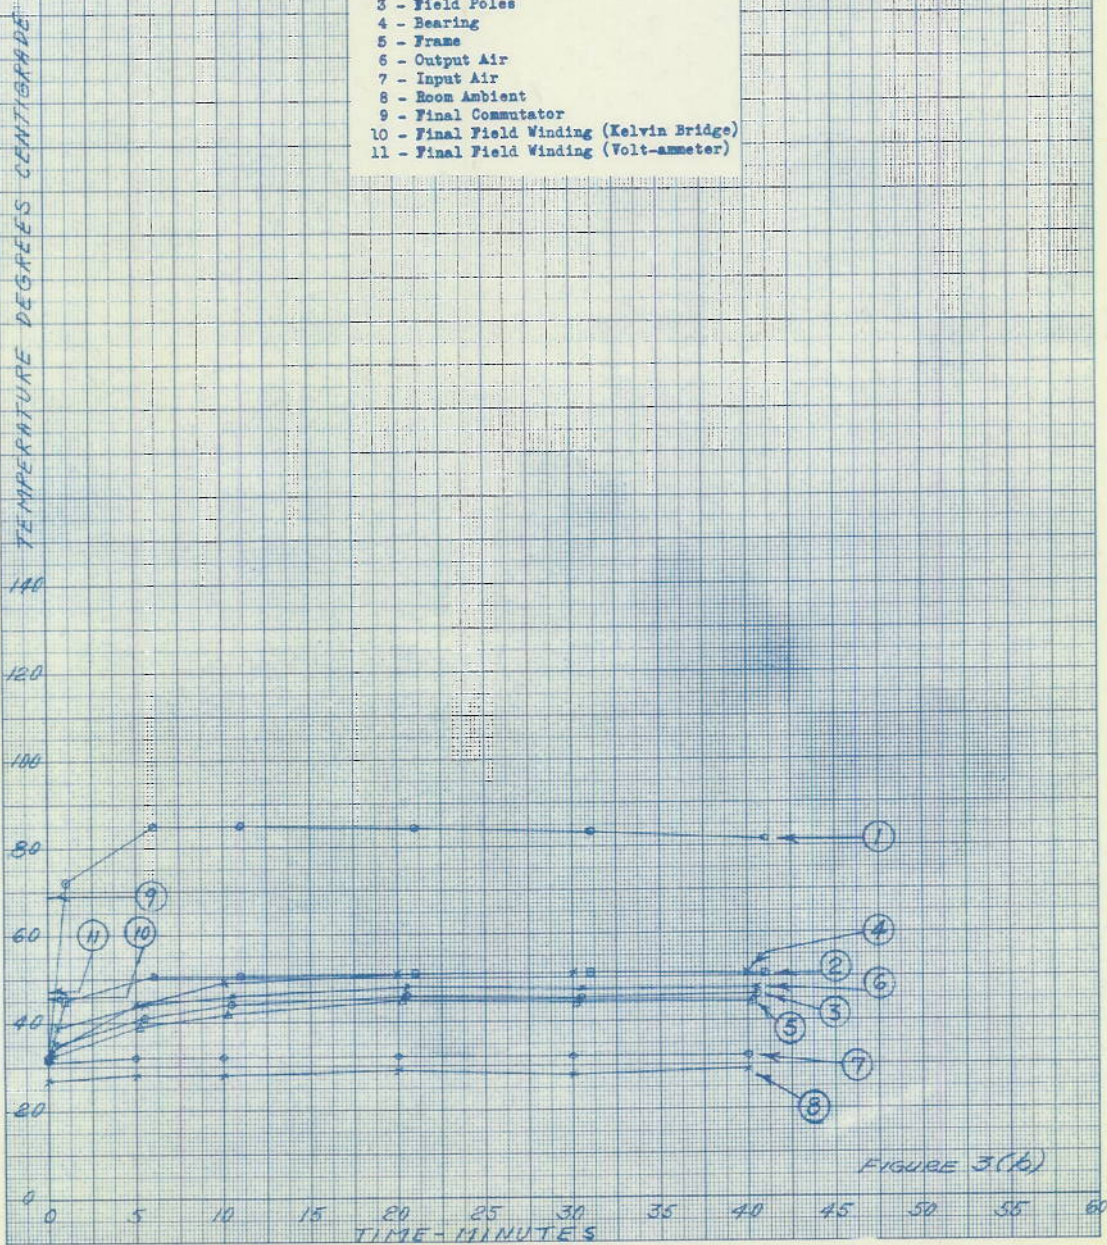 3 - Field Poles
4 - Bearing
5 - Frame
6 - Output Air
7 - Input Air
8 - Room Ambient
9 - Final Commutator
10 - Final Field Winding (Kelvin Bridge)
11 - Final Field Winding (Volt-ammeter)
TEMPERATURE DEGREES CENTIGRADE
140
120
100
80
60
40
20
0
1
9
11
10
4
2
6
3
5
7
8
FIGURE 3(b)
0 5 10 15 20 25 30 35 40 45 50 55 60
TIME-MINUTES